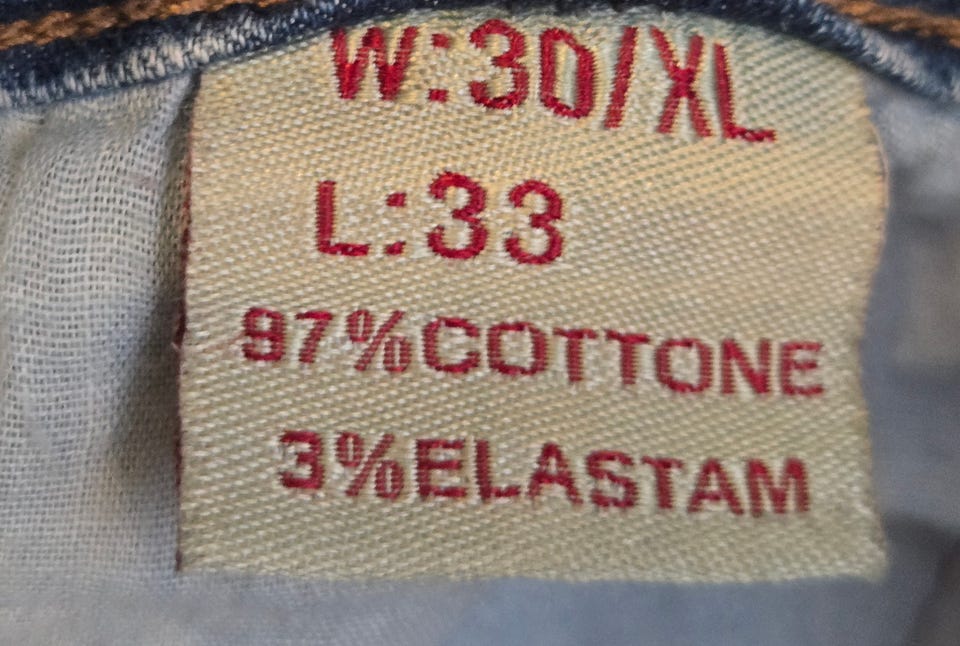 W:30/XL
L:33
97%COTTONE
3%ELASTAM